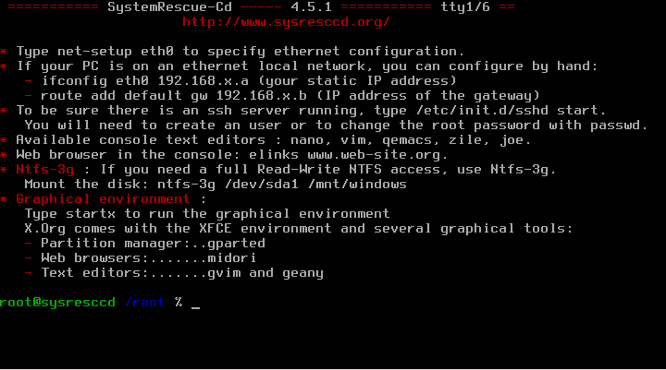 =========== SystemRescue-Cd ----- 4.5.1 =========== tty1/6 ==
http://www.sysresccd.org/
* Type net-setup eth0 to specify ethernet configuration.
* If your PC is on an ethernet local network, you can configure by hand:
- ifconfig eth0 192.168.x.a (your static IP address)
- route add default gw 192.168.x.b (IP address of the gateway)
* To be sure there is an ssh server running, type /etc/init.d/sshd start.
You will need to create an user or to change the root password with passwd.
* Available console text editors : nano, vim, qemacs, zile, joe.
* Web browser in the console: elinks www.web-site.org.
* Ntfs-3g : If you need a full Read-Write NTFS access, use Ntfs-3g.
Mount the disk: ntfs-3g /dev/sda1 /mnt/windows
* Graphical environment :
Type startx to run the graphical environment
X.Org comes with the XFCE environment and several graphical tools:
- Partition manager:..gparted
- Web browsers:.......midori
- Text editors:.......gvim and geany
root@sysresccd /root % _